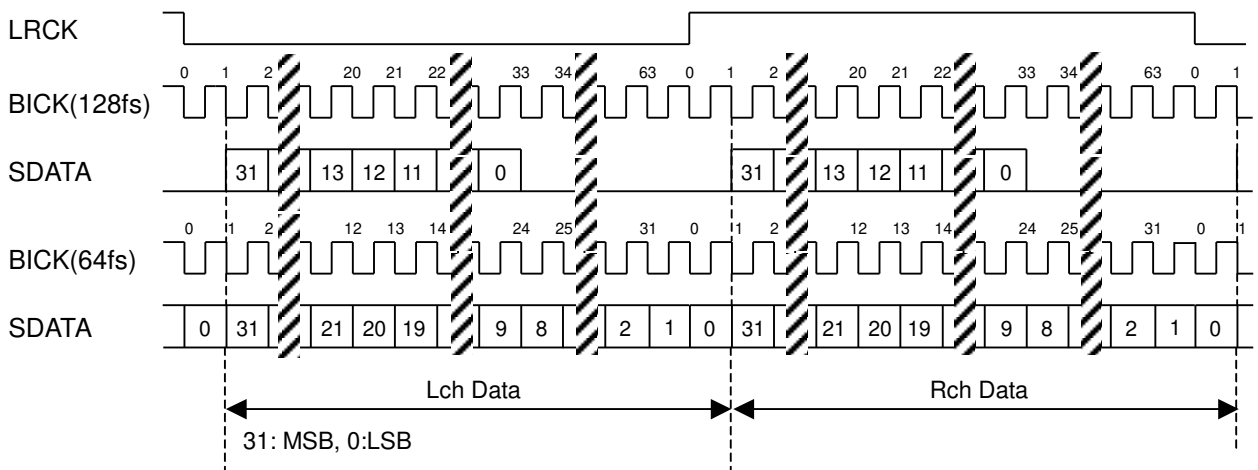 LRCK
0 1 2 20 21 22 33 34 63 0 1 2 20 21 22 33 34 63 0 1
BICK(128fs)
SDATA 31 13 12 11 0 31 13 12 11 0
0 1 2 12 13 14 24 25 31 0 1 2 12 13 14 24 25 31 0 1
BICK(64fs)
SDATA 0 31 21 20 19 9 8 2 1 0 31 21 20 19 9 8 2 1 0
Lch Data Rch Data
31: MSB, 0:LSB